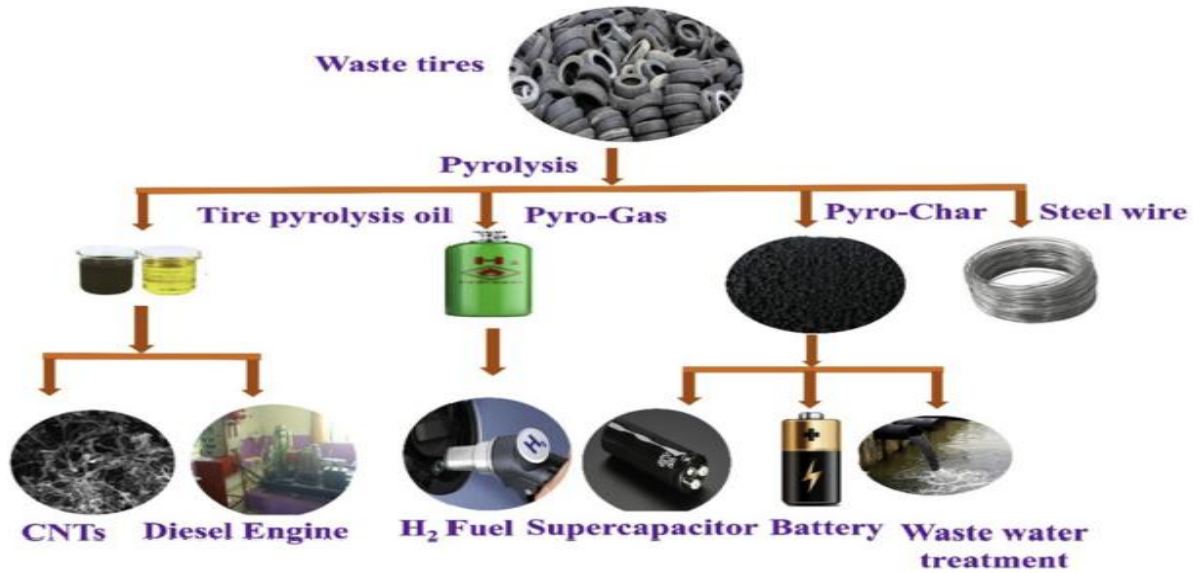 Waste tires
Pyrolysis
Tire pyrolysis oil
Pyro-Gas
Pyro-Char
Steel wire
H₂
CNTs
Diesel Engine
H₂ Fuel
Supercapacitor
Battery
Waste water
treatment